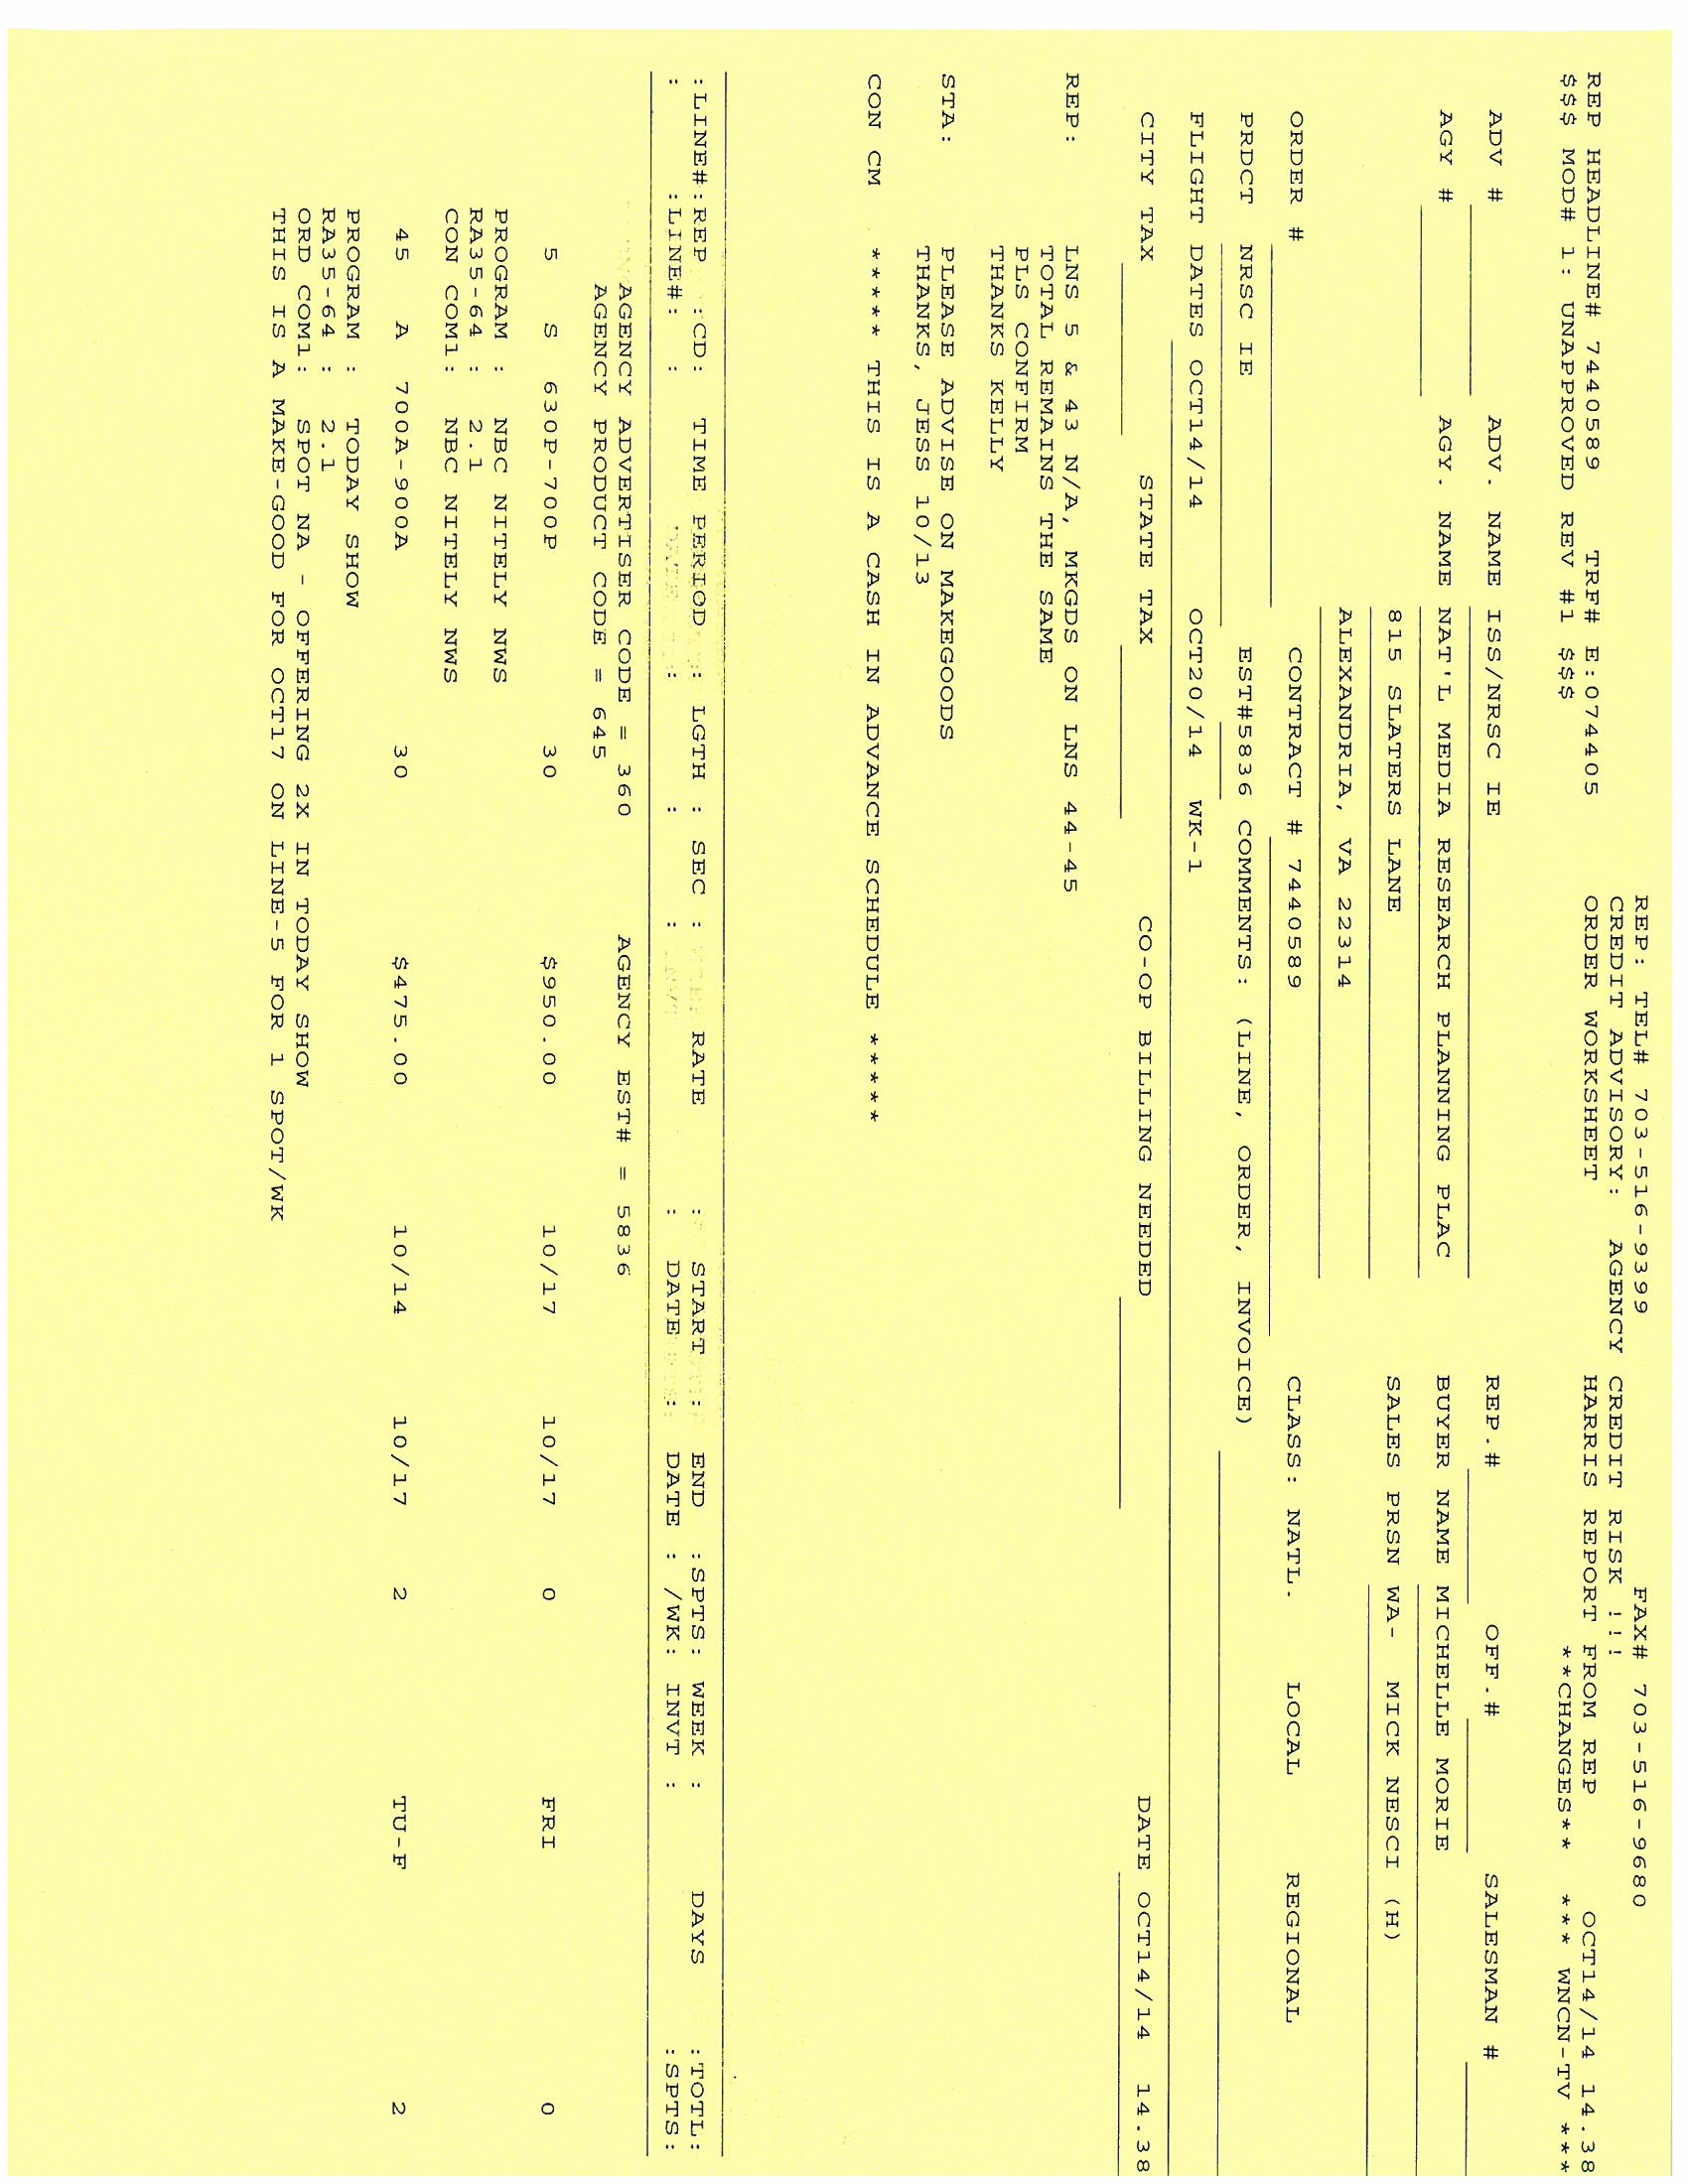 REP: TEL# 703-516-9399 FAX# 703-516-9680
CREDIT ADVISORY: AGENCY CREDIT RISK !!!
REP HEADLINE# 7440589 TRF# E:074405 ORDER WORKSHEET HARRIS REPORT FROM REP OCT14/14 14.38
$$$ MOD# 1: UNAPPROVED REV #1 $$$ **CHANGES** *** WNCN-TV ***
ADV # ADV. NAME ISS/NRSC IE REP.# OFF.# SALESMAN #
AGY # AGY. NAME NAT'L MEDIA RESEARCH PLANNING PLAC BUYER NAME MICHELLE MORIE
815 SLATERS LANE SALES PRSN WA- MICK NESCI (H)
ALEXANDRIA, VA 22314
ORDER # CONTRACT # 7440589 CLASS: NATL. LOCAL REGIONAL
PRDCT NRSC IE EST#5836 COMMENTS: (LINE, ORDER, INVOICE)
FLIGHT DATES OCT14/14 OCT20/14 WK-1
CITY TAX STATE TAX CO-OP BILLING NEEDED DATE OCT14/14 14.38
REP: LNS 5 & 43 N/A, MKGDS ON LNS 44-45
TOTAL REMAINS THE SAME
PLS CONFIRM
THANKS KELLY
STA: PLEASE ADVISE ON MAKEGOODS
THANKS, JESS 10/13
CON CM ***** THIS IS A CASH IN ADVANCE SCHEDULE *****
:LINE#:REP :CD: TIME PERIOD : LGTH : SEC : RATE : START : END :SPTS: WEEK : DAYS :TOTL:
: :LINE#: : : : : : DATE : DATE : /WK: INVT : :SPTS:
AGENCY ADVERTISER CODE = 360 AGENCY EST# = 5836
AGENCY PRODUCT CODE = 645
5 S 630P-700P 30 $950.00 10/17 10/17 0 FRI 0
PROGRAM : NBC NITELY NWS
RA35-64 : 2.1
CON COM1: NBC NITELY NWS
45 A 700A-900A 30 $475.00 10/14 10/17 2 TU-F 2
PROGRAM : TODAY SHOW
RA35-64 : 2.1
ORD COM1: SPOT NA - OFFERING 2X IN TODAY SHOW
THIS IS A MAKE-GOOD FOR OCT17 ON LINE-5 FOR 1 SPOT/WK